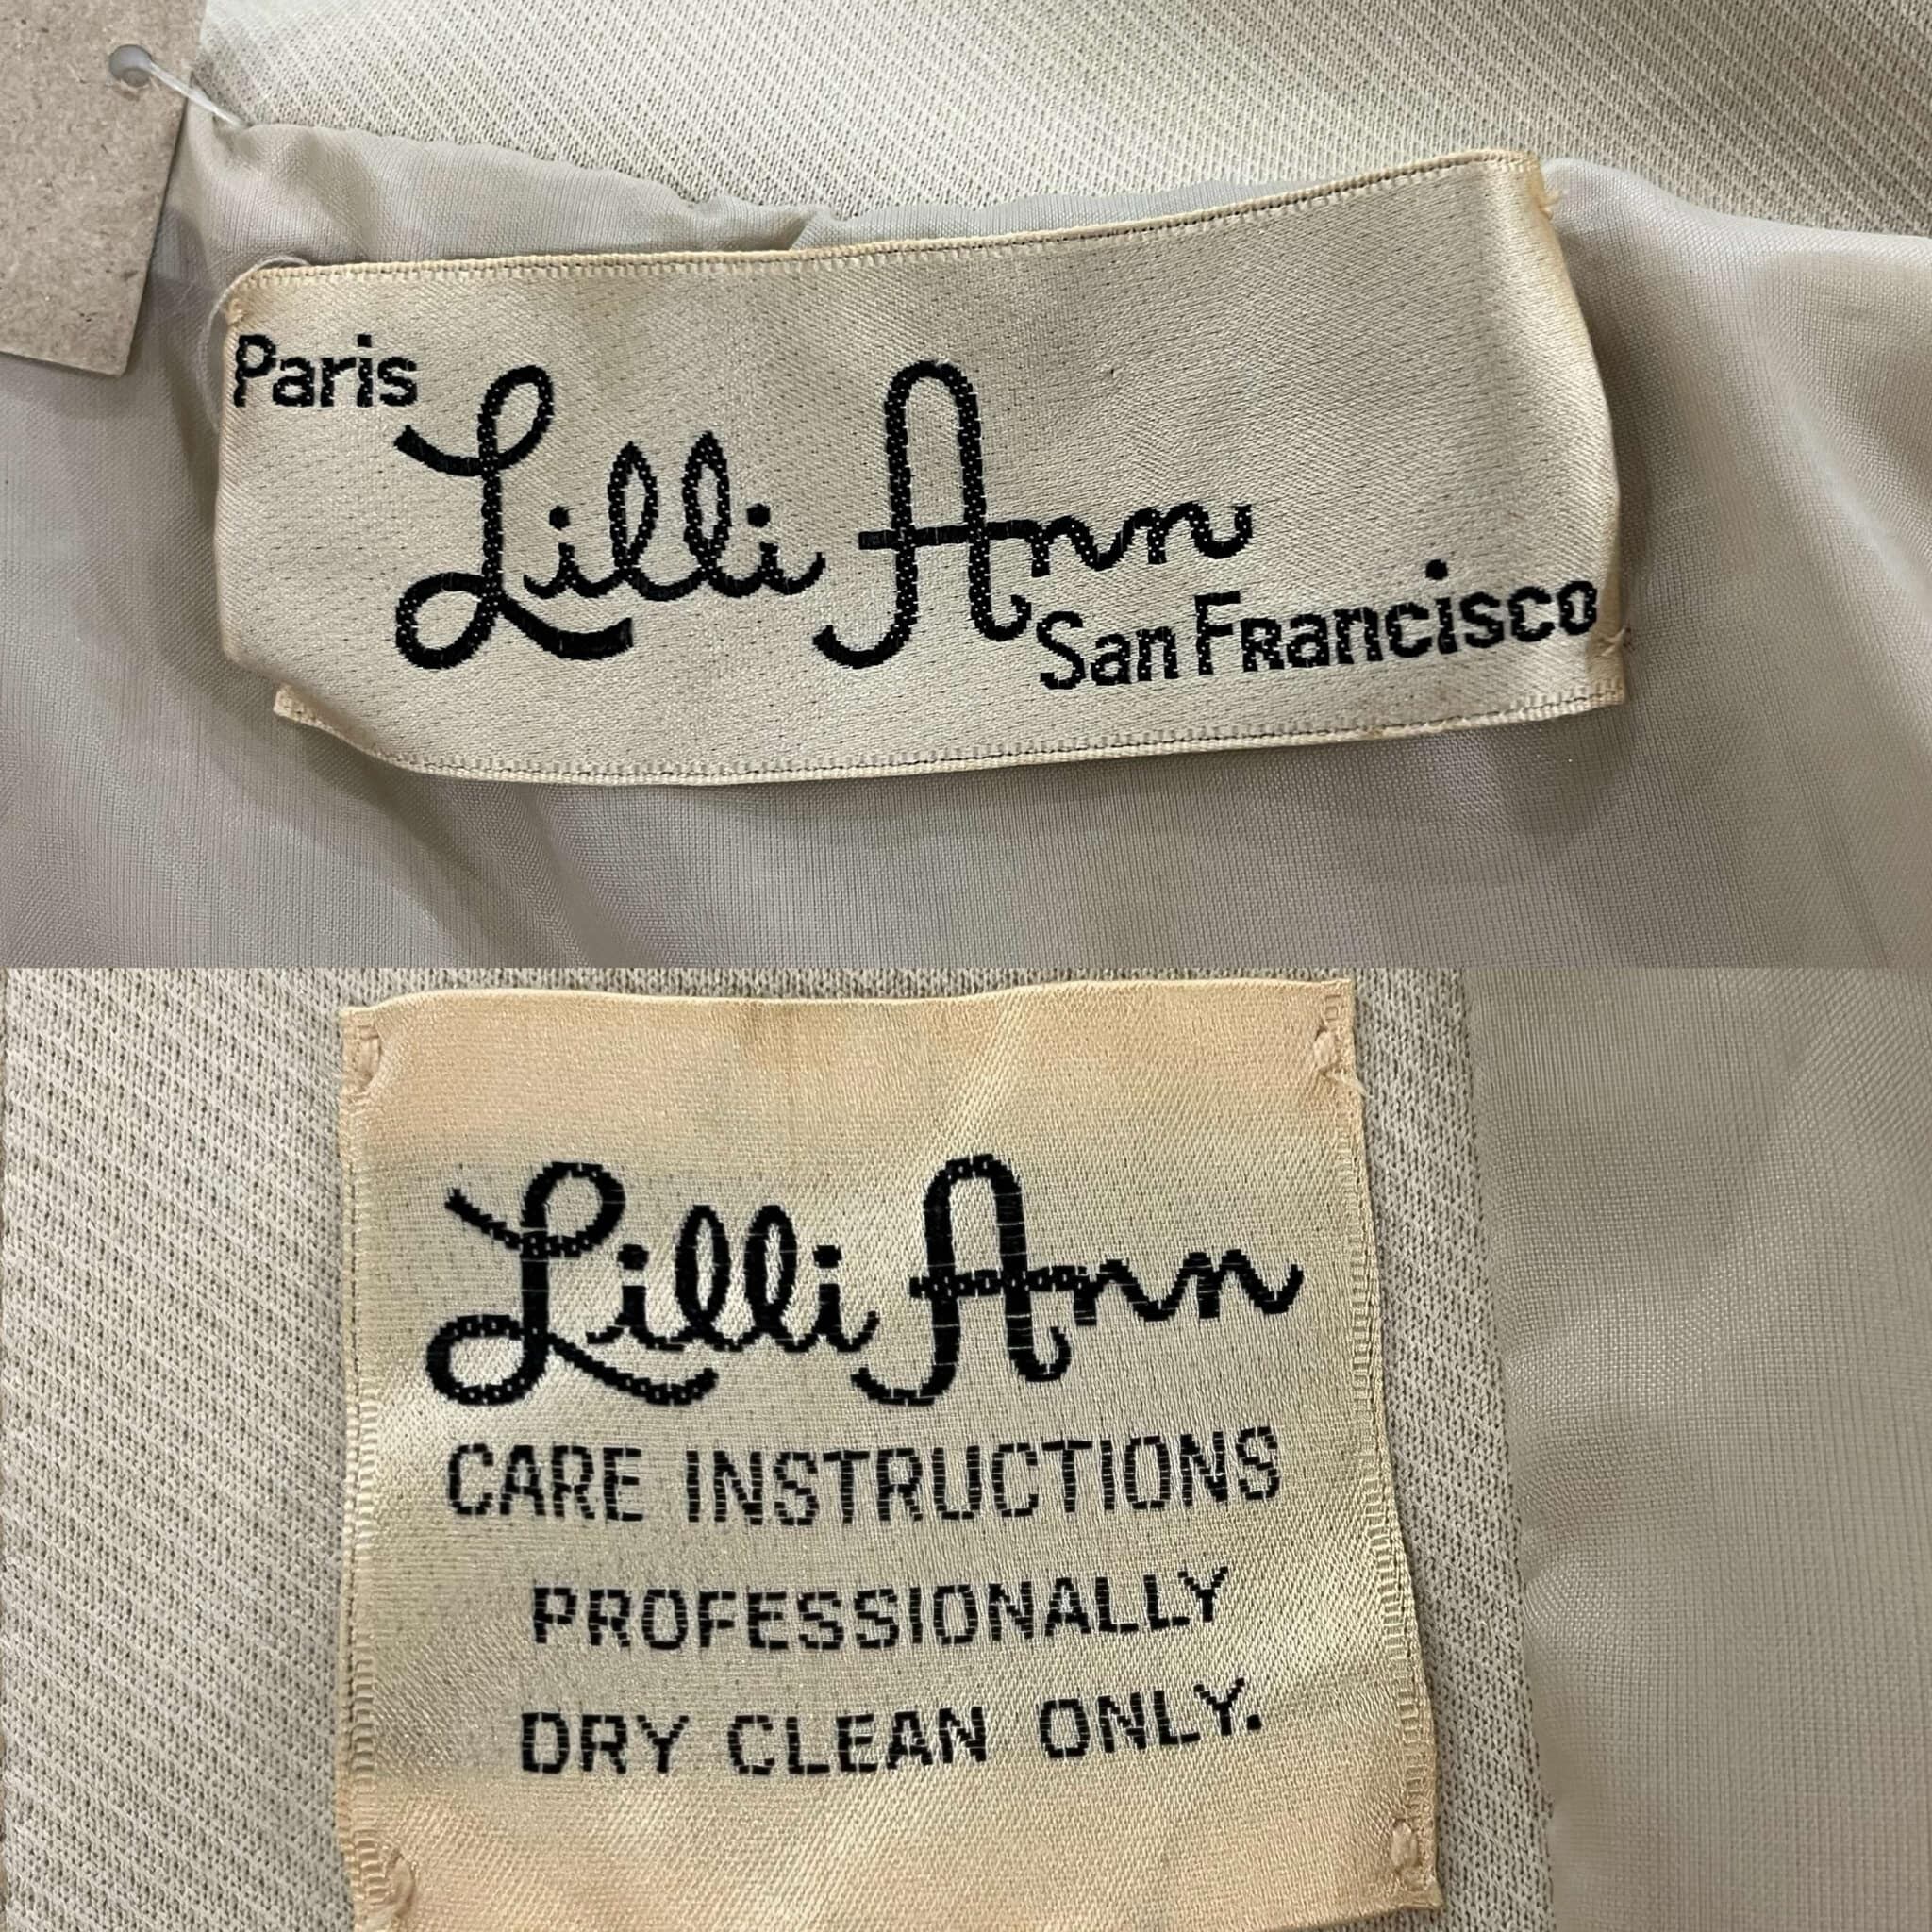 Paris
Lilli Ann
San Francisco
Lilli Ann
CARE INSTRUCTIONS
PROFESSIONALLY
DRY CLEAN ONLY.